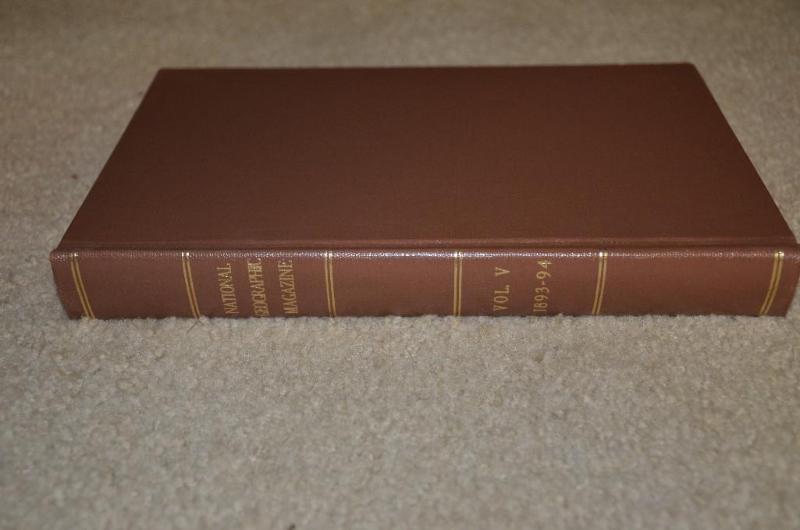 NATIONAL
GEOGRAPHIC
MAGAZINE
VOL. V
1893-94